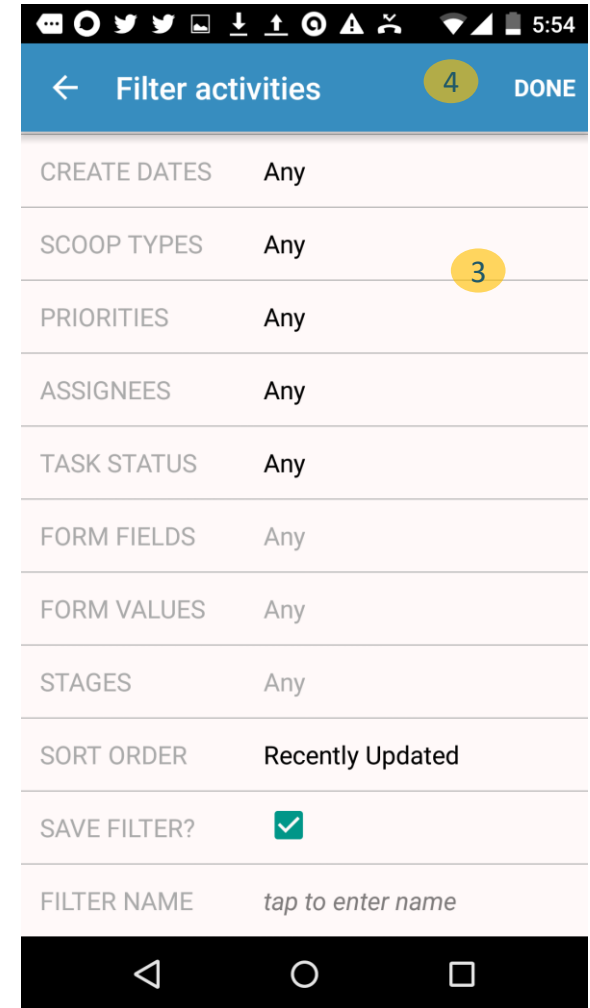 5:54
Filter activities 4 DONE
CREATE DATES Any
SCOOP TYPES Any
3
PRIORITIES Any
ASSIGNEES Any
TASK STATUS Any
FORM FIELDS Any
FORM VALUES Any
STAGES Any
SORT ORDER Recently Updated
SAVE FILTER?
FILTER NAME tap to enter name